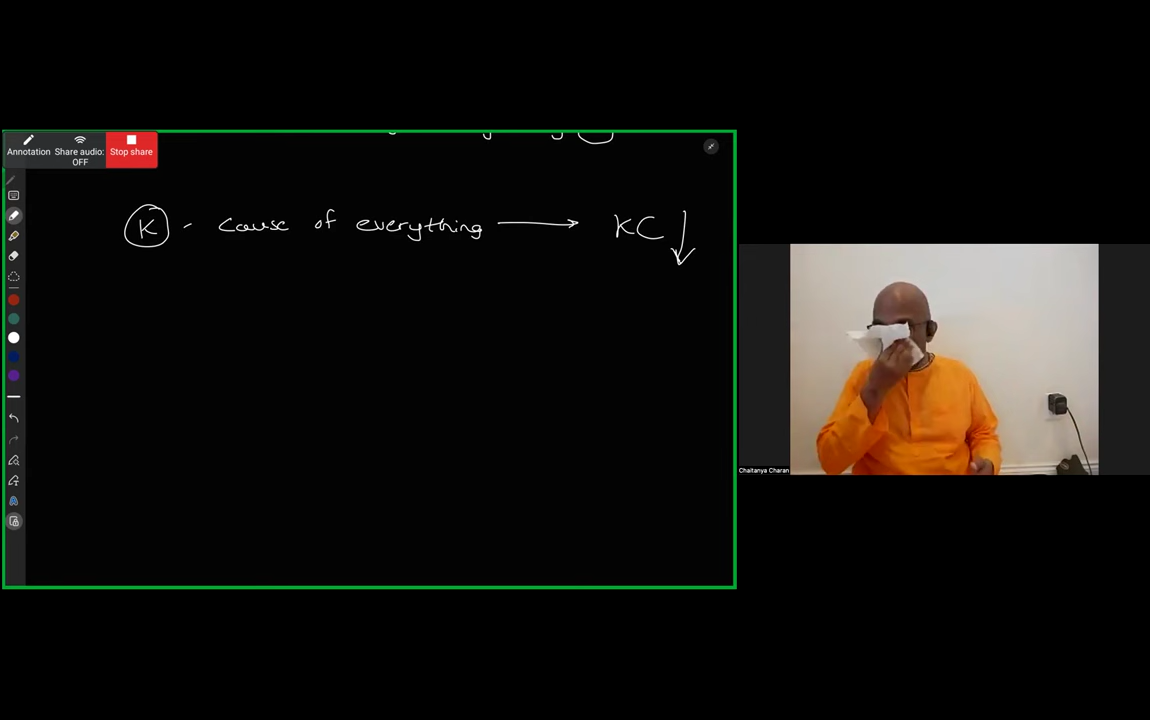 Annotation Share audio: OFF Stop share
K - cause of everything → KC ↓
Chaitanya Charan